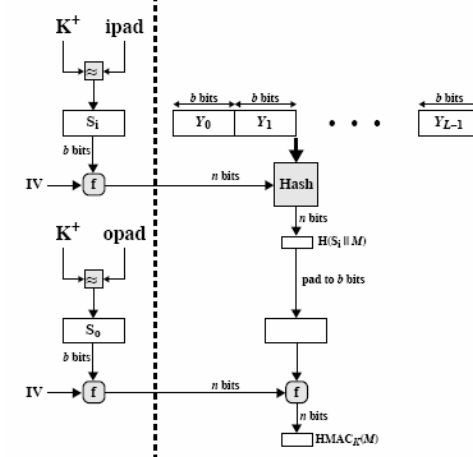 K+ ipad
≈
b bits b bits b bits
Si Y0 Y1 • • • YL–1
b bits
IV f n bits Hash
n bits
K+ opad H(Si || M)
≈
pad to b bits
So
b bits
IV f n bits f
n bits
HMACK(M)